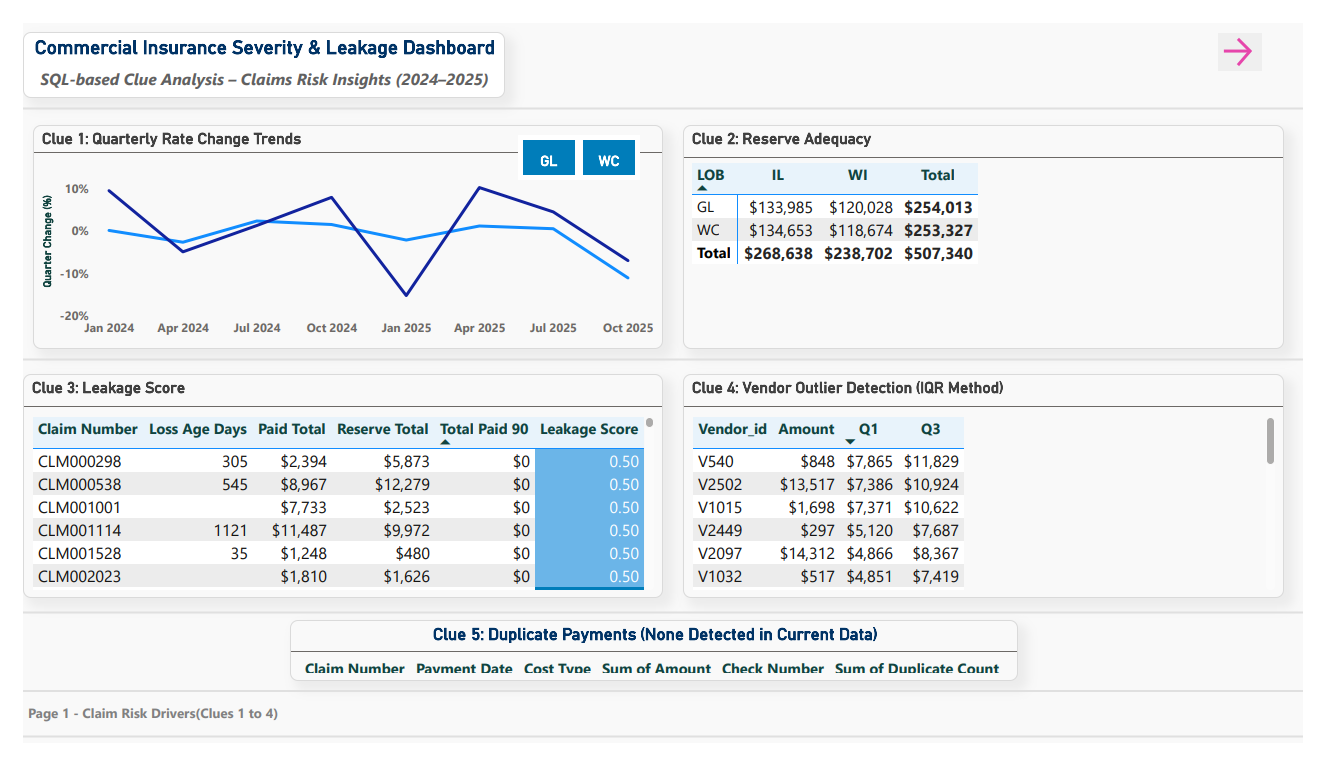 Commercial Insurance Severity & Leakage Dashboard
SQL-based Clue Analysis – Claims Risk Insights (2024–2025)
Clue 1: Quarterly Rate Change Trends
GL WC
Quarter Change (%)
10%
0%
-10%
-20%
Jan 2024 Apr 2024 Jul 2024 Oct 2024 Jan 2025 Apr 2025 Jul 2025 Oct 2025
Clue 2: Reserve Adequacy
LOB IL WI Total
GL $133,985 $120,028 $254,013
WC $134,653 $118,674 $253,327
Total $268,638 $238,702 $507,340
Clue 3: Leakage Score
Claim Number Loss Age Days Paid Total Reserve Total Total Paid 90 Leakage Score
CLM000298 305 $2,394 $5,873 $0 0.50
CLM000538 545 $8,967 $12,279 $0 0.50
CLM001001 $7,733 $2,523 $0 0.50
CLM001114 1121 $11,487 $9,972 $0 0.50
CLM001528 35 $1,248 $480 $0 0.50
CLM002023 $1,810 $1,626 $0 0.50
Clue 4: Vendor Outlier Detection (IQR Method)
Vendor_id Amount Q1 Q3
V540 $848 $7,865 $11,829
V2502 $13,517 $7,386 $10,924
V1015 $1,698 $7,371 $10,622
V2449 $297 $5,120 $7,687
V2097 $14,312 $4,866 $8,367
V1032 $517 $4,851 $7,419
Clue 5: Duplicate Payments (None Detected in Current Data)
Claim Number Payment Date Cost Type Sum of Amount Check Number Sum of Duplicate Count
Page 1 - Claim Risk Drivers(Clues 1 to 4)